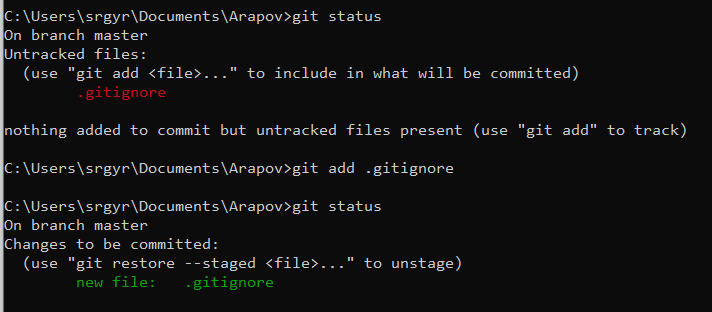 C:\Users\srgyr\Documents\Arapov>git status
On branch master
Untracked files:
  (use "git add <file>..." to include in what will be committed)
        .gitignore

nothing added to commit but untracked files present (use "git add" to track)

C:\Users\srgyr\Documents\Arapov>git add .gitignore

C:\Users\srgyr\Documents\Arapov>git status
On branch master
Changes to be committed:
  (use "git restore --staged <file>..." to unstage)
        new file:   .gitignore